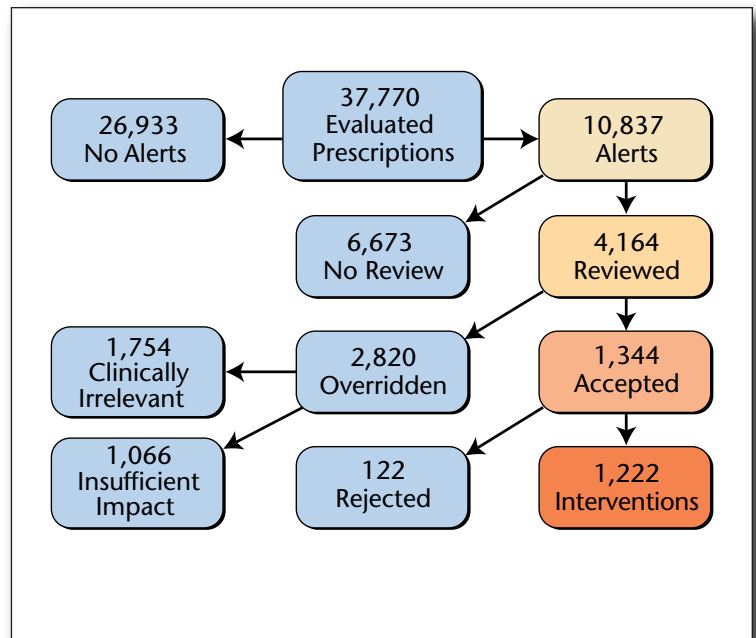 37,770
Evaluated
Prescriptions
26,933
No Alerts
10,837
Alerts
6,673
No Review
4,164
Reviewed
1,754
Clinically
Irrelevant
2,820
Overridden
1,344
Accepted
1,066
Insufficient
Impact
122
Rejected
1,222
Interventions